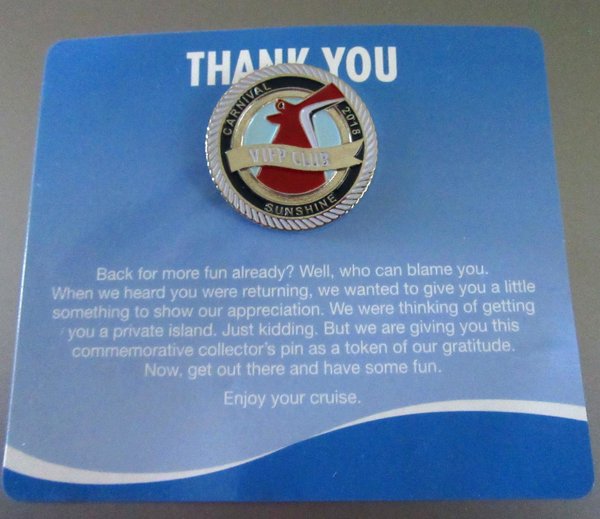 THANK YOU
CARNIVAL 2018
VIFP CLUB
SUNSHINE
Back for more fun already? Well, who can blame you.
When we heard you were returning, we wanted to give you a little
something to show our appreciation. We were thinking of getting
you a private island. Just kidding. But we are giving you this
commemorative collector's pin as a token of our gratitude.
Now, get out there and have some fun.
Enjoy your cruise.